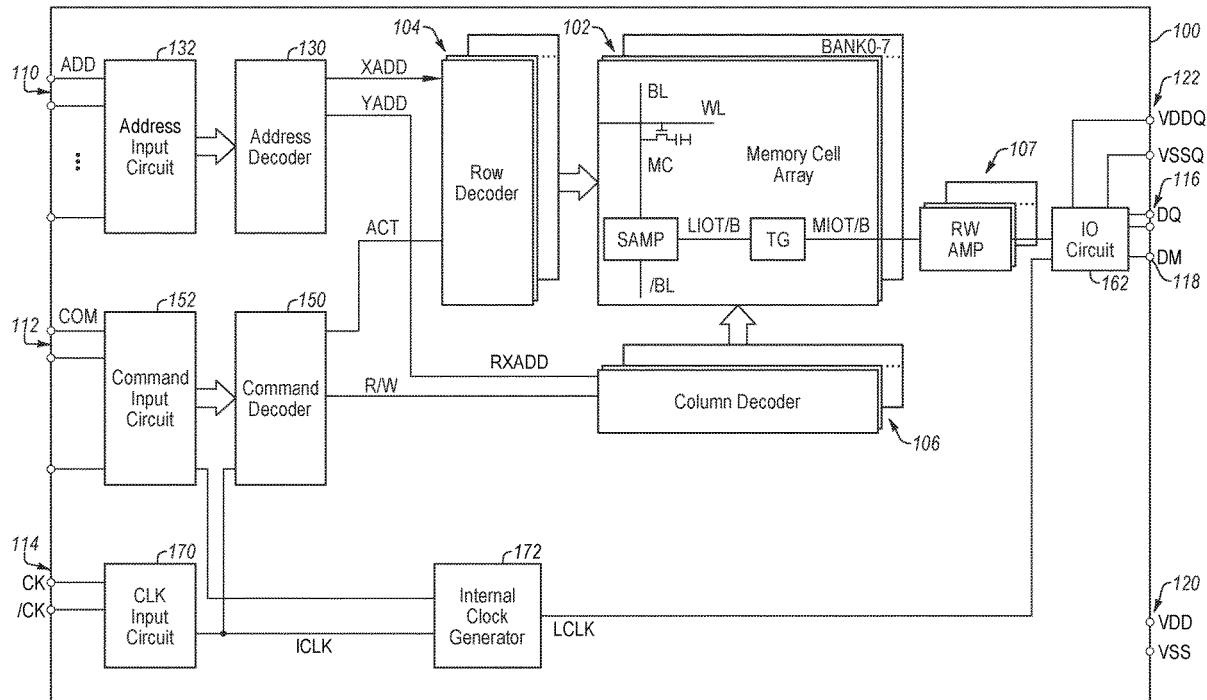 100
110
ADD
132
Address
Input
Circuit
130
Address
Decoder
XADD
YADD
104
Row
Decoder
102
BANK0-7
BL
WL
MC
Memory Cell
Array
SAMP
LIOT/B
TG
MIOT/B
/BL
107
RW
AMP
122
VDDQ
VSSQ
116
DQ
IO
Circuit
162
DM
118
ACT
112
COM
152
Command
Input
Circuit
150
Command
Decoder
RXADD
R/W
Column Decoder
106
114
CK
/CK
170
CLK
Input
Circuit
ICLK
172
Internal
Clock
Generator
LCLK
120
VDD
VSS